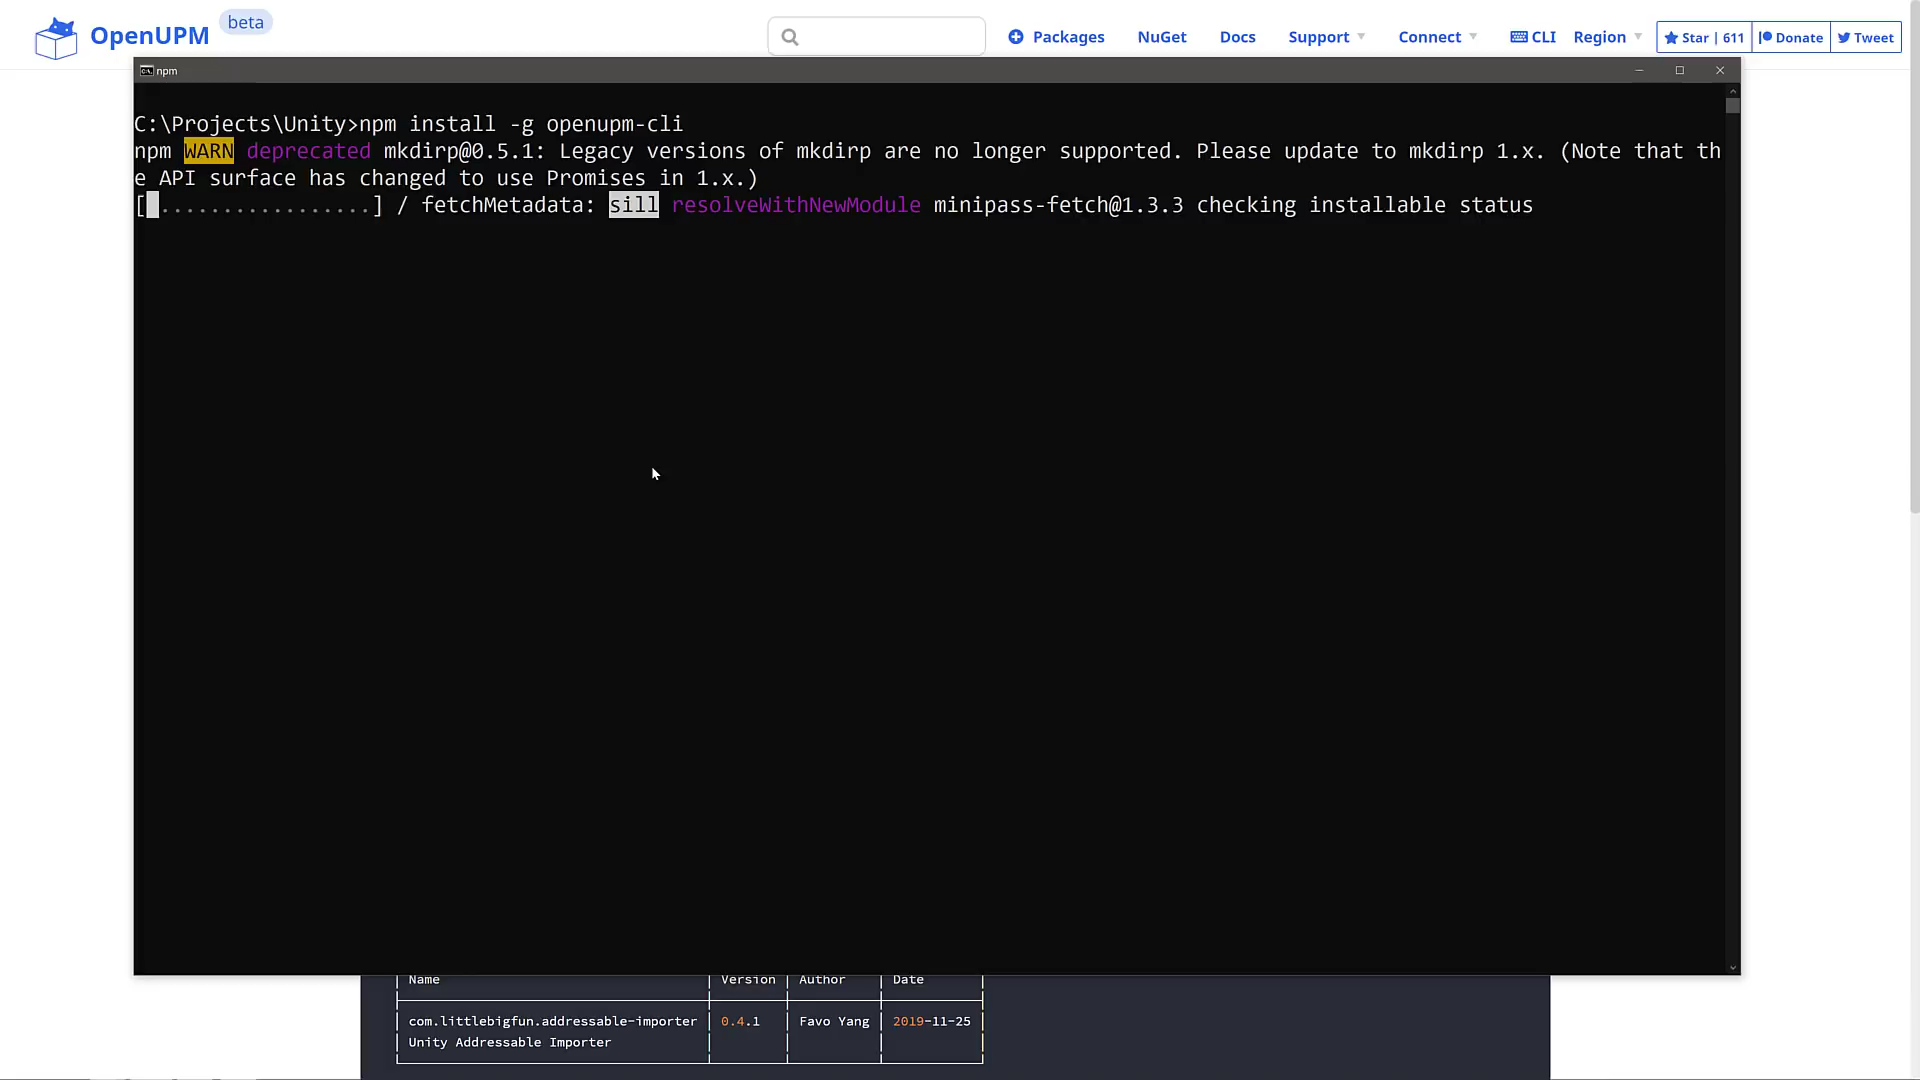 OpenUPM beta
Packages NuGet Docs Support Connect CLI Region Star | 611 Donate Tweet
npm
C:\Projects\Unity>npm install -g openupm-cli
npm WARN deprecated mkdirp@0.5.1: Legacy versions of mkdirp are no longer supported. Please update to mkdirp 1.x. (Note that th
e API surface has changed to use Promises in 1.x.)
[ .................] / fetchMetadata: sill resolveWithNewModule minipass-fetch@1.3.3 checking installable status
Name Version Author Date
com.littlebigfun.addressable-importer 0.4.1 Favo Yang 2019-11-25
Unity Addressable Importer